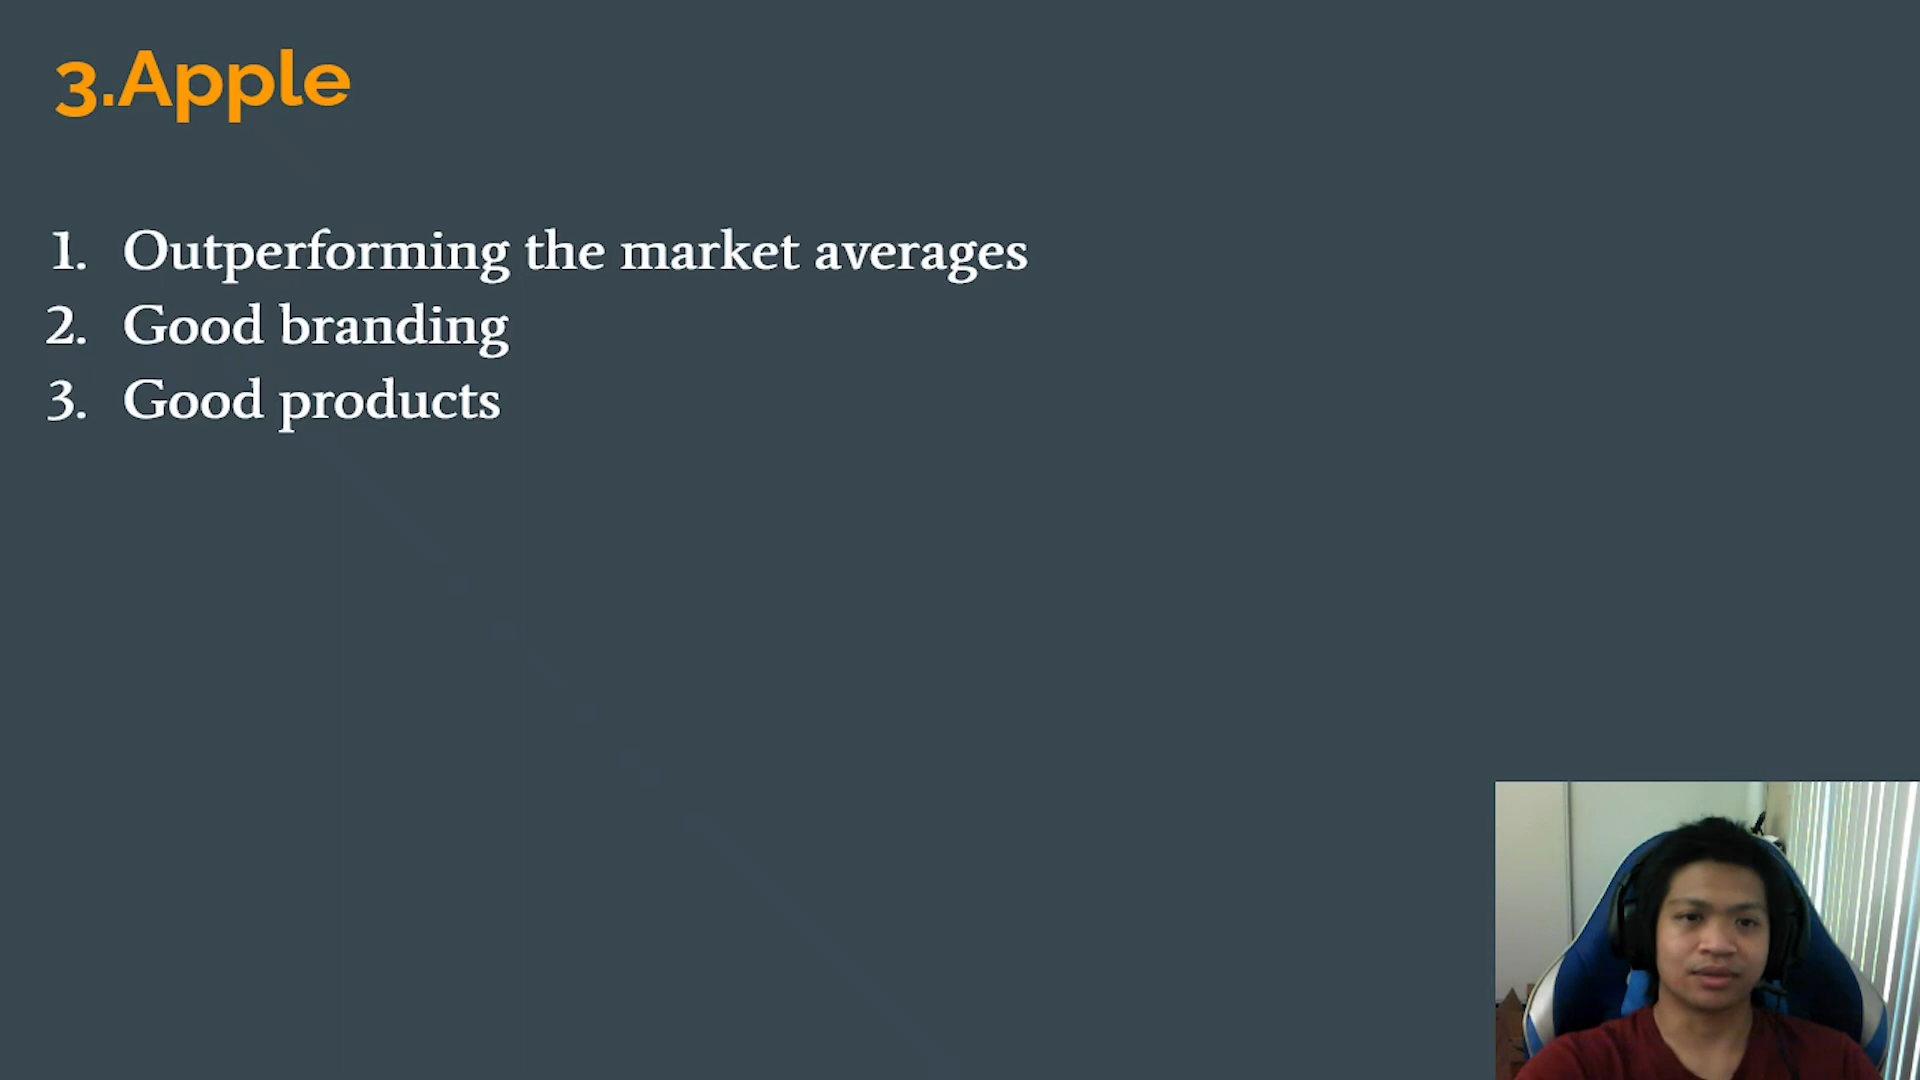 3.Apple
1. Outperforming the market averages
2. Good branding
3. Good products